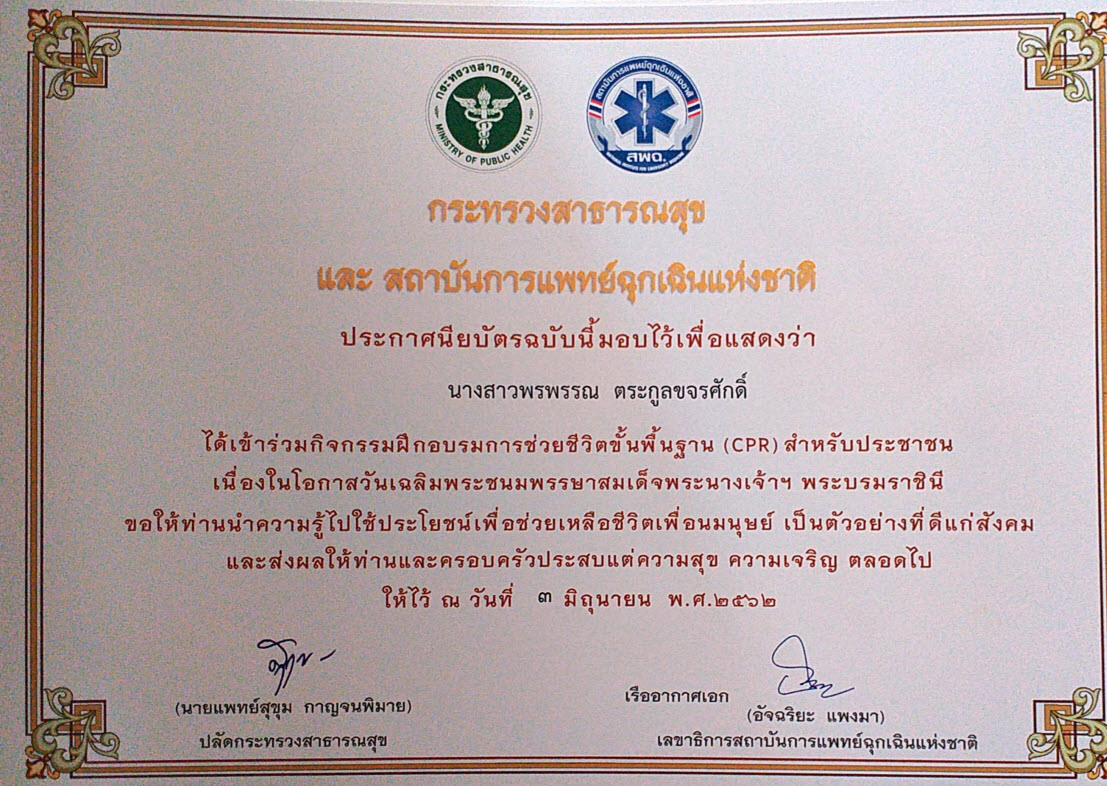 กระทรวงสาธารณสุข
MINISTRY OF PUBLIC HEALTH
สถาบันการแพทย์ฉุกเฉินแห่งชาติ
สพฉ.
NATIONAL INSTITUTE FOR EMERGENCY MEDICINE
กระทรวงสาธารณสุข
และ สถาบันการแพทย์ฉุกเฉินแห่งชาติ
ประกาศนียบัตรฉบับนี้มอบไว้เพื่อแสดงว่า
นางสาวพรพรรณ ตระกูลขจรศักดิ์
ได้เข้าร่วมกิจกรรมฝึกอบรมการช่วยชีวิตขั้นพื้นฐาน (CPR) สำหรับประชาชน
เนื่องในโอกาสวันเฉลิมพระชนมพรรษาสมเด็จพระนางเจ้าฯ พระบรมราชินี
ขอให้ท่านนำความรู้ไปใช้ประโยชน์เพื่อช่วยเหลือชีวิตเพื่อนมนุษย์ เป็นตัวอย่างที่ดีแก่สังคม
และส่งผลให้ท่านและครอบครัวประสบแต่ความสุข ความเจริญ ตลอดไป
ให้ไว้ ณ วันที่ ๓ มิถุนายน พ.ศ.๒๕๖๒
(นายแพทย์สุขุม กาญจนพิมาย)
ปลัดกระทรวงสาธารณสุข
เรืออากาศเอก
(อัจฉริยะ แพงมา)
เลขาธิการสถาบันการแพทย์ฉุกเฉินแห่งชาติ